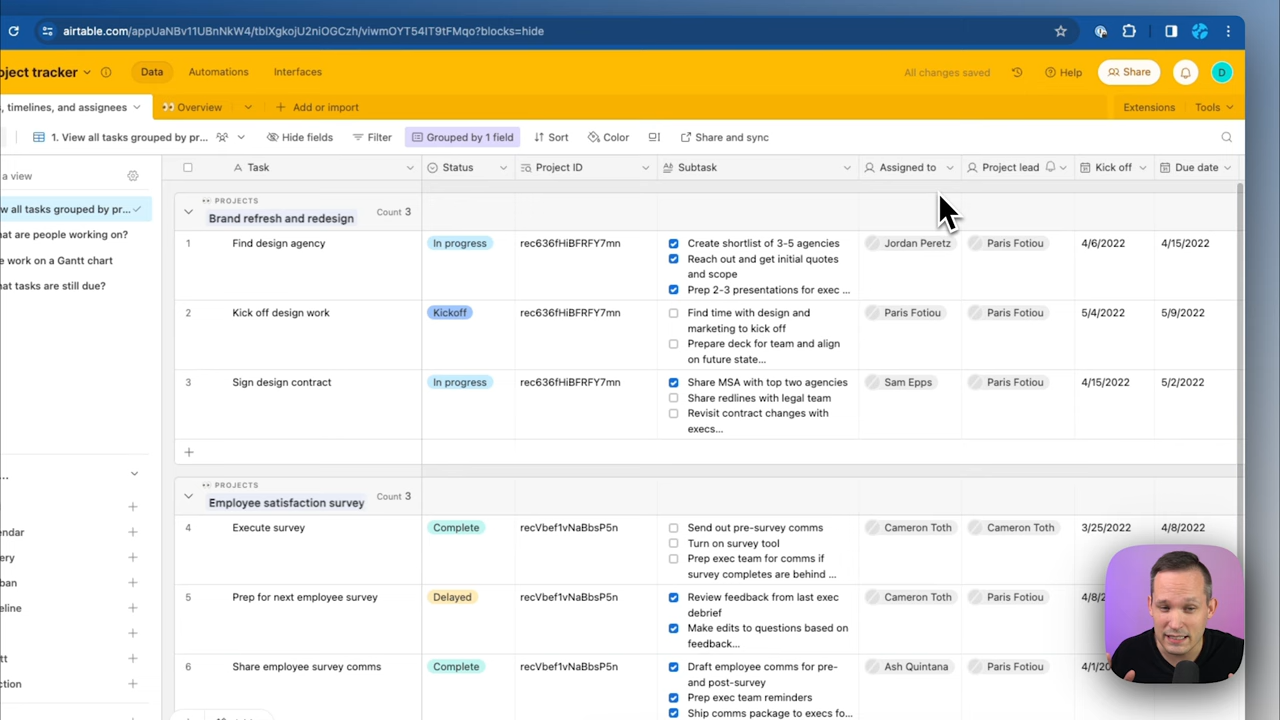 airtable.com/appUaNBv11UBnNkW4/tblXgkojU2niOGCzh/viwmOYT54IT9tFMqo?blocks=hide
oject tracker Data Automations Interfaces All changes saved Help Share D
, timelines, and assignees Overview Add or import Extensions Tools
1. View all tasks grouped by pr... Hide fields Filter Grouped by 1 field Sort Color Share and sync
a view
w all tasks grouped by pr...
at are people working on?
e work on a Gantt chart
at tasks are still due?
...
endar
ery
ban
eline
tt
ction
Task Status Project ID Subtask Assigned to Project lead Kick off Due date
PROJECTS
Brand refresh and redesign Count 3
1 Find design agency In progress rec636fHiBFRFY7mn Create shortlist of 3-5 agencies Jordan Peretz Paris Fotiou 4/6/2022 4/15/2022
Reach out and get initial quotes
and scope
Prep 2-3 presentations for exec ...
2 Kick off design work Kickoff rec636fHiBFRFY7mn Find time with design and Paris Fotiou Paris Fotiou 5/4/2022 5/9/2022
marketing to kick off
Prepare deck for team and align
on future state...
3 Sign design contract In progress rec636fHiBFRFY7mn Share MSA with top two agencies Sam Epps Paris Fotiou 4/15/2022 5/2/2022
Share redlines with legal team
Revisit contract changes with
execs...
PROJECTS
Employee satisfaction survey Count 3
4 Execute survey Complete recVbef1vNaBbsP5n Send out pre-survey comms Cameron Toth Cameron Toth 3/25/2022 4/8/2022
Turn on survey tool
Prep exec team for comms if
survey completes are behind ...
5 Prep for next employee survey Delayed recVbef1vNaBbsP5n Review feedback from last exec Cameron Toth Paris Fotiou 4/8/2
debrief
Make edits to questions based on
feedback...
6 Share employee survey comms Complete recVbef1vNaBbsP5n Draft employee comms for pre- Ash Quintana Paris Fotiou 4/1/20
and post-survey
Prep exec team reminders
Ship comms package to execs fo...